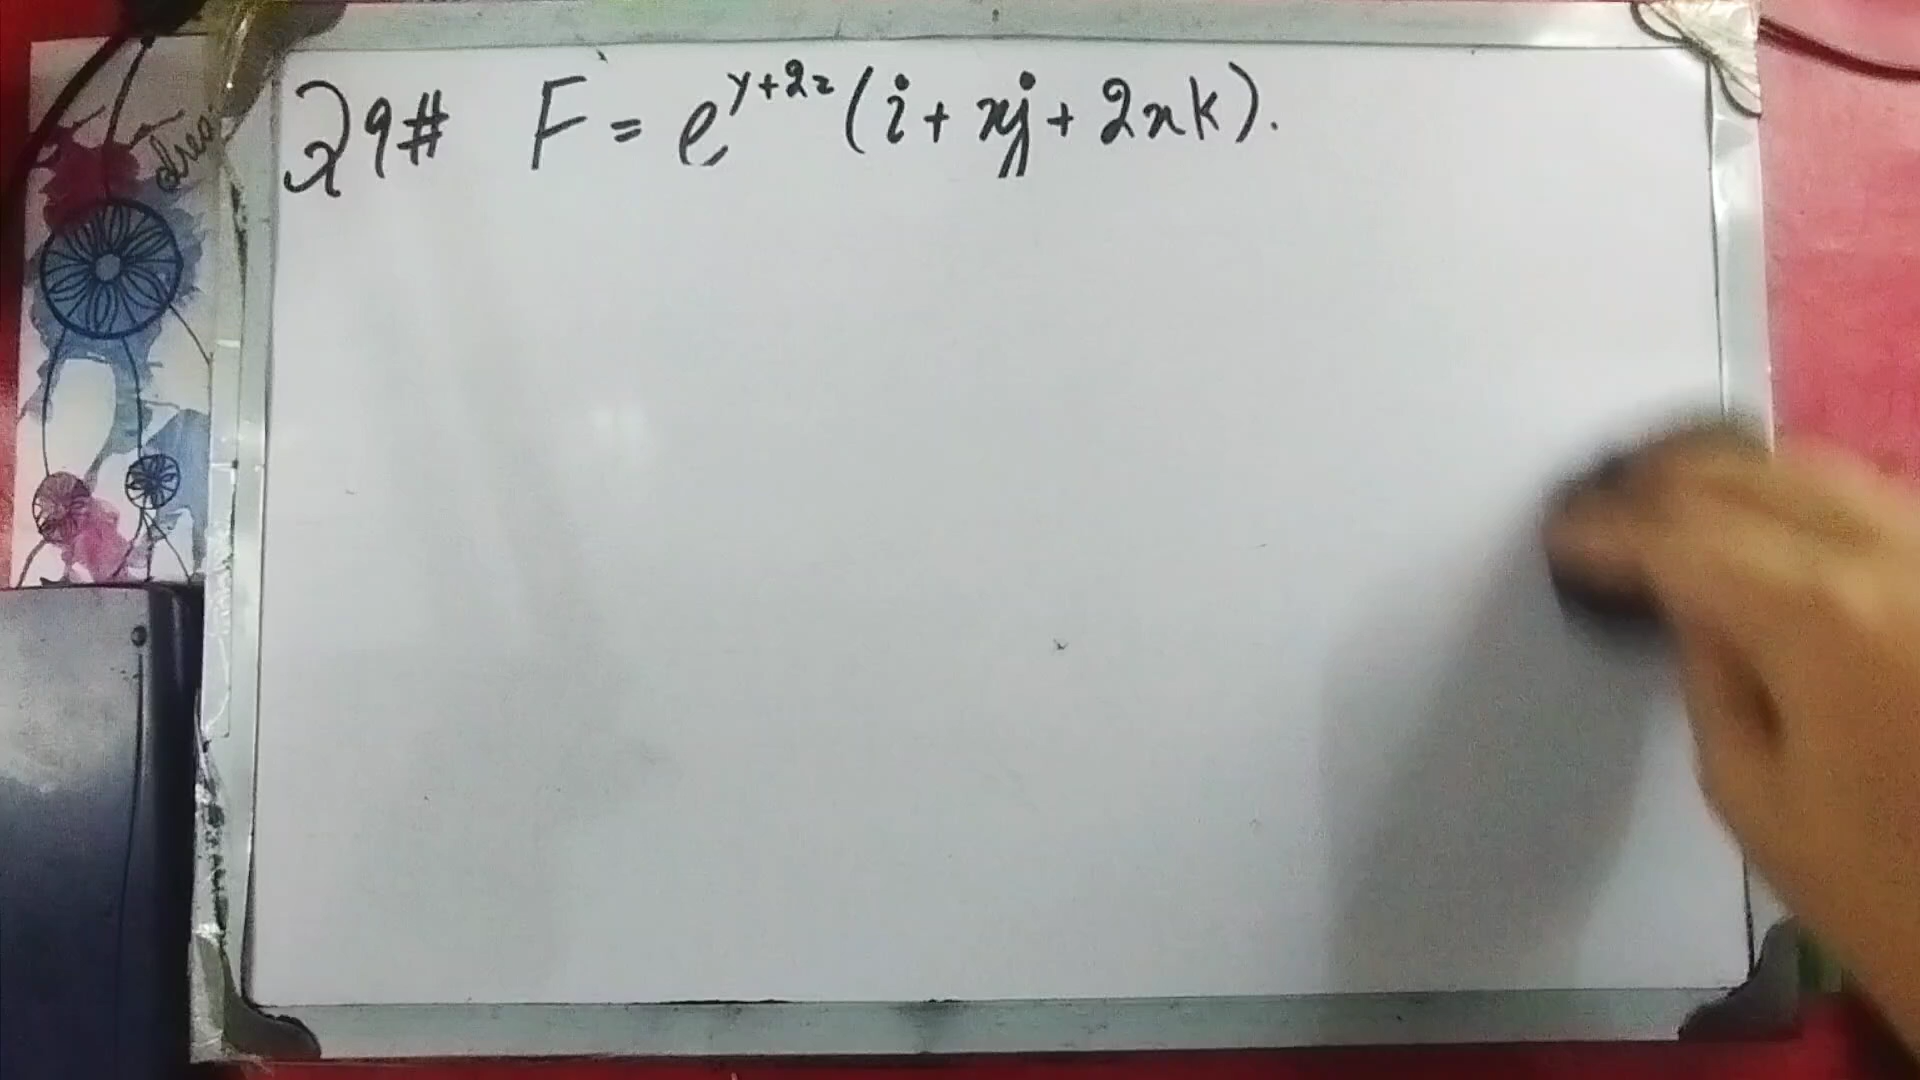 29# F = e^{y+2z} (i + xj + 2xk).